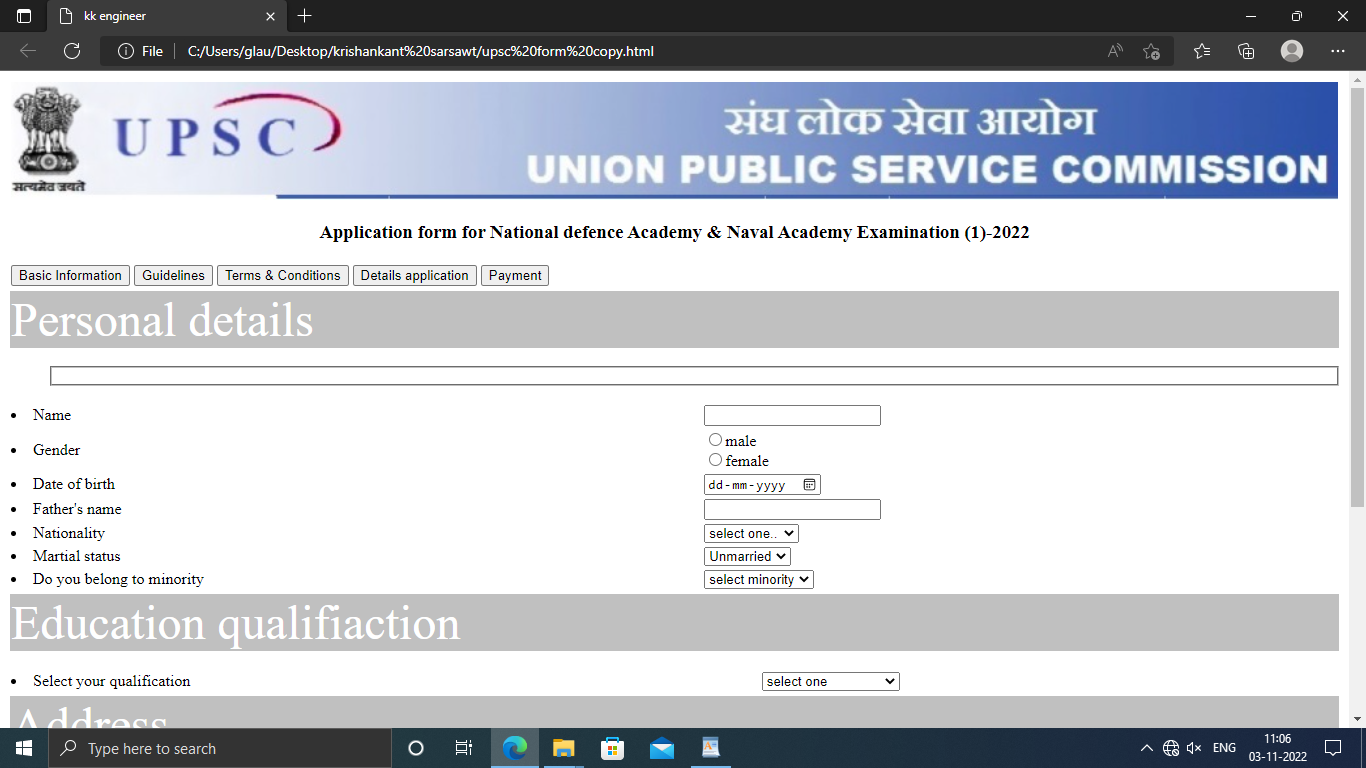 kk engineer
File C:/Users/glau/Desktop/krishankant%20sarsawt/upsc%20form%20copy.html
सत्यमेव जयते
UPSC
संघ लोक सेवा आयोग
UNION PUBLIC SERVICE COMMISSION
Application form for National defence Academy & Naval Academy Examination (1)-2022
Basic Information Guidelines Terms & Conditions Details application Payment
Personal details
Name
Gender male
female
Date of birth dd-mm-yyyy
Father's name
Nationality select one..
Martial status Unmarried
Do you belong to minority select minority
Education qualifiaction
Select your qualification select one
Address
Type here to search
ENG 11:06
03-11-2022